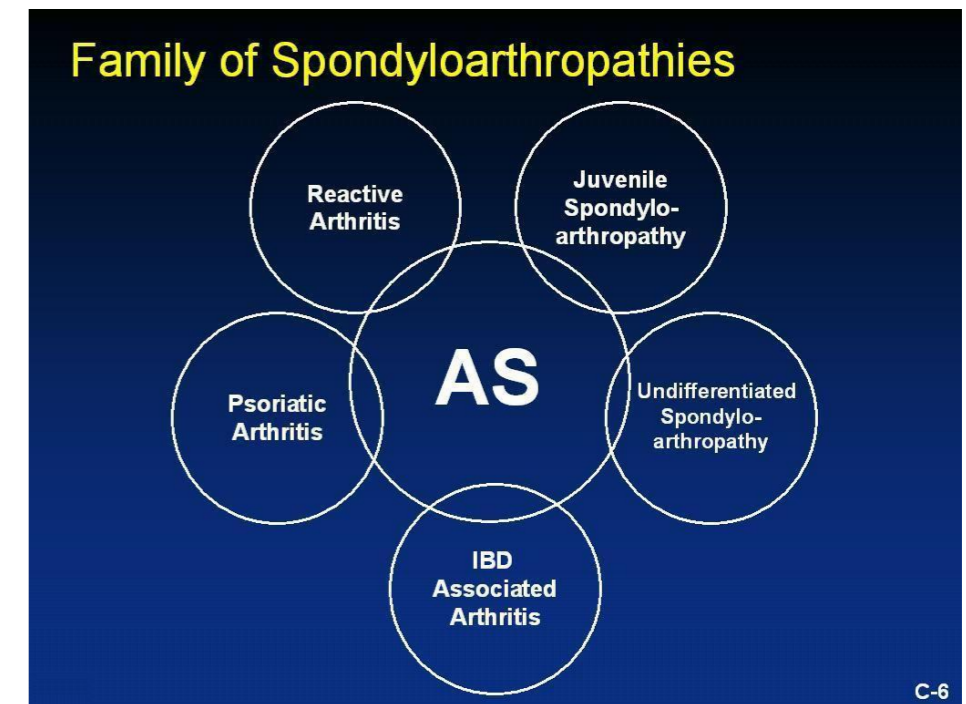 Family of Spondyloarthropathies
Reactive
Arthritis
Juvenile
Spondylo-
arthropathy
AS
Psoriatic
Arthritis
Undifferentiated
Spondylo-
arthropathy
IBD
Associated
Arthritis
C-6